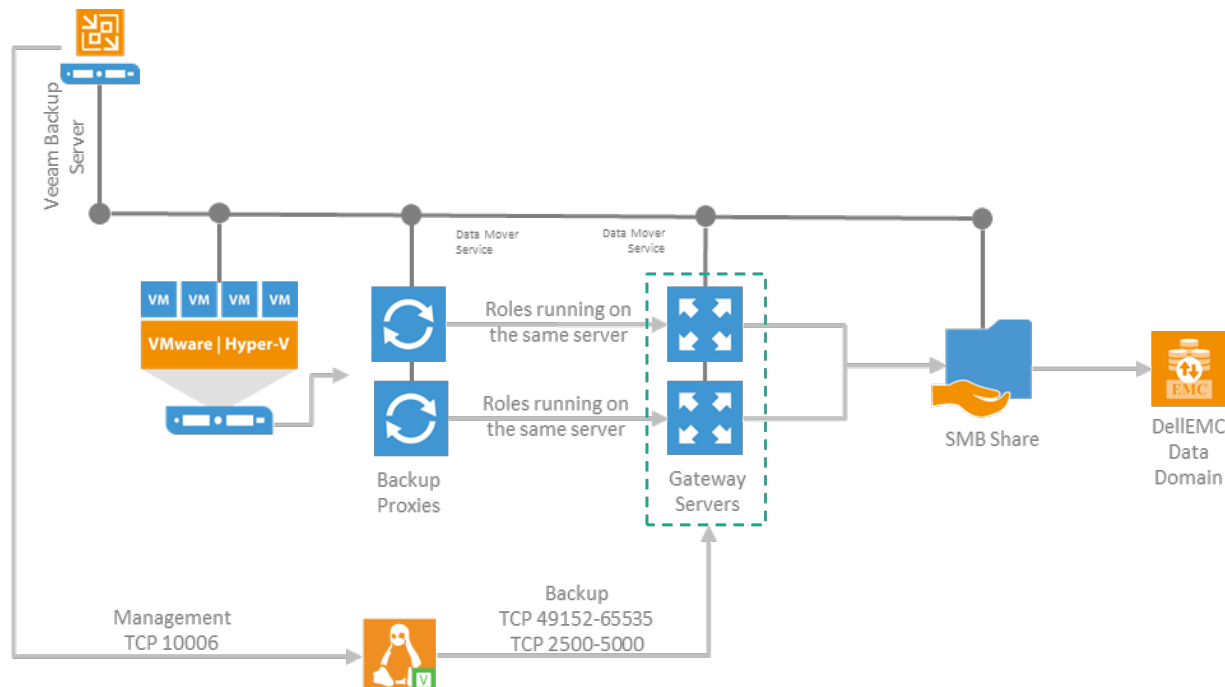 Veeam Backup
Server
Data Mover
Service
Data Mover
Service
VM
VM
VM
VM
VMware | Hyper-V
Roles running on
the same server
Roles running on
the same server
Backup
Proxies
Gateway
Servers
SMB Share
EMC
DellEMC
Data
Domain
Management
TCP 10006
Backup
TCP 49152-65535
TCP 2500-5000
V